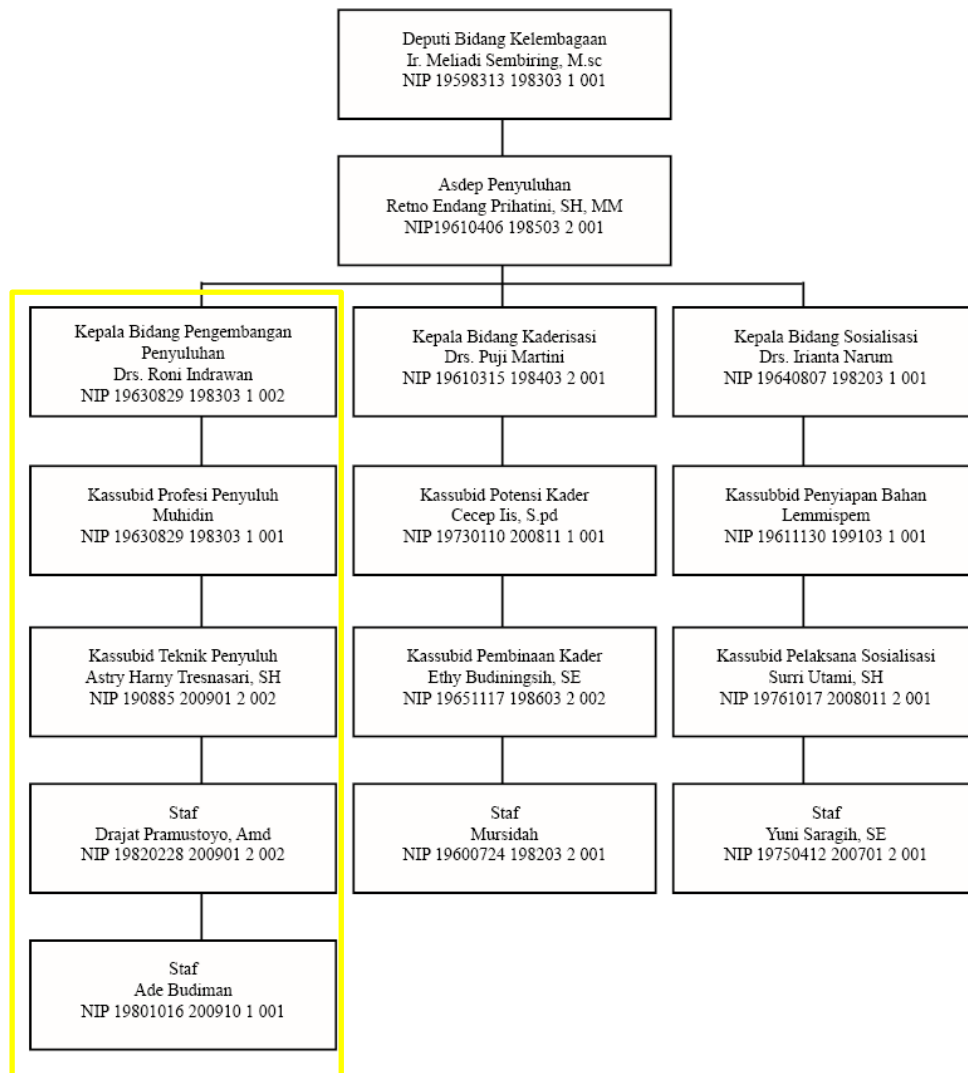 Deputi Bidang Kelembagaan
Ir. Meliadi Sembiring, M.sc
NIP 19598313 198303 1 001
Asdep Penyuluhan
Retno Endang Prihatini, SH, MM
NIP19610406 198503 2 001
Kepala Bidang Pengembangan
Penyuluhan
Drs. Roni Indrawan
NIP 19630829 198303 1 002
Kassubid Profesi Penyuluh
Muhidin
NIP 19630829 198303 1 001
Kassubid Teknik Penyuluh
Astry Harny Tresnasari, SH
NIP 190885 200901 2 002
Staf
Drajat Pramustoyo, Amd
NIP 19820228 200901 2 002
Staf
Ade Budiman
NIP 19801016 200910 1 001
Kepala Bidang Kaderisasi
Drs. Puji Martini
NIP 19610315 198403 2 001
Kassubid Potensi Kader
Cecep Iis, S.pd
NIP 19730110 200811 1 001
Kassubid Pembinaan Kader
Ethy Budiningsih, SE
NIP 19651117 198603 2 002
Staf
Mursidah
NIP 19600724 198203 2 001
Kepala Bidang Sosialisasi
Drs. Irianta Narum
NIP 19640807 198203 1 001
Kassubbid Penyiapan Bahan
Lemmispem
NIP 19611130 199103 1 001
Kassubid Pelaksana Sosialisasi
Surri Utami, SH
NIP 19761017 2008011 2 001
Staf
Yuni Saragih, SE
NIP 19750412 200701 2 001